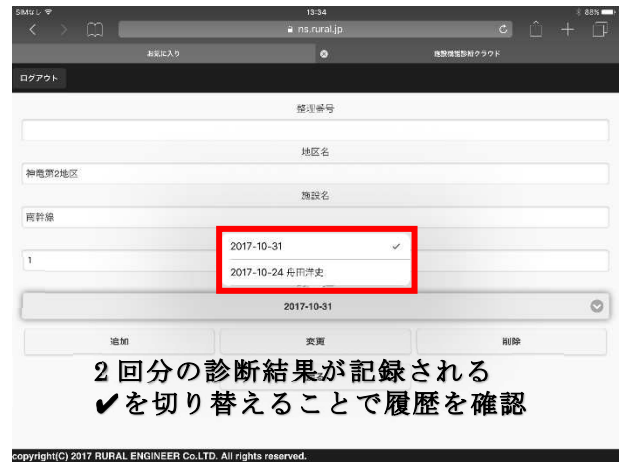 SIMなし 13:34 88%
ns.rural.jp
お気に入り 施設機能診断クラウド
ログアウト
整理番号
地区名
神竜第2地区
施設名
南幹線
1
2017-10-31 ✓
2017-10-24 舟田洋史
2017-10-31
追加 変更 削除
2回分の診断結果が記録される
✔を切り替えることで履歴を確認
copyright(C) 2017 RURAL ENGINEER Co.LTD. All rights reserved.